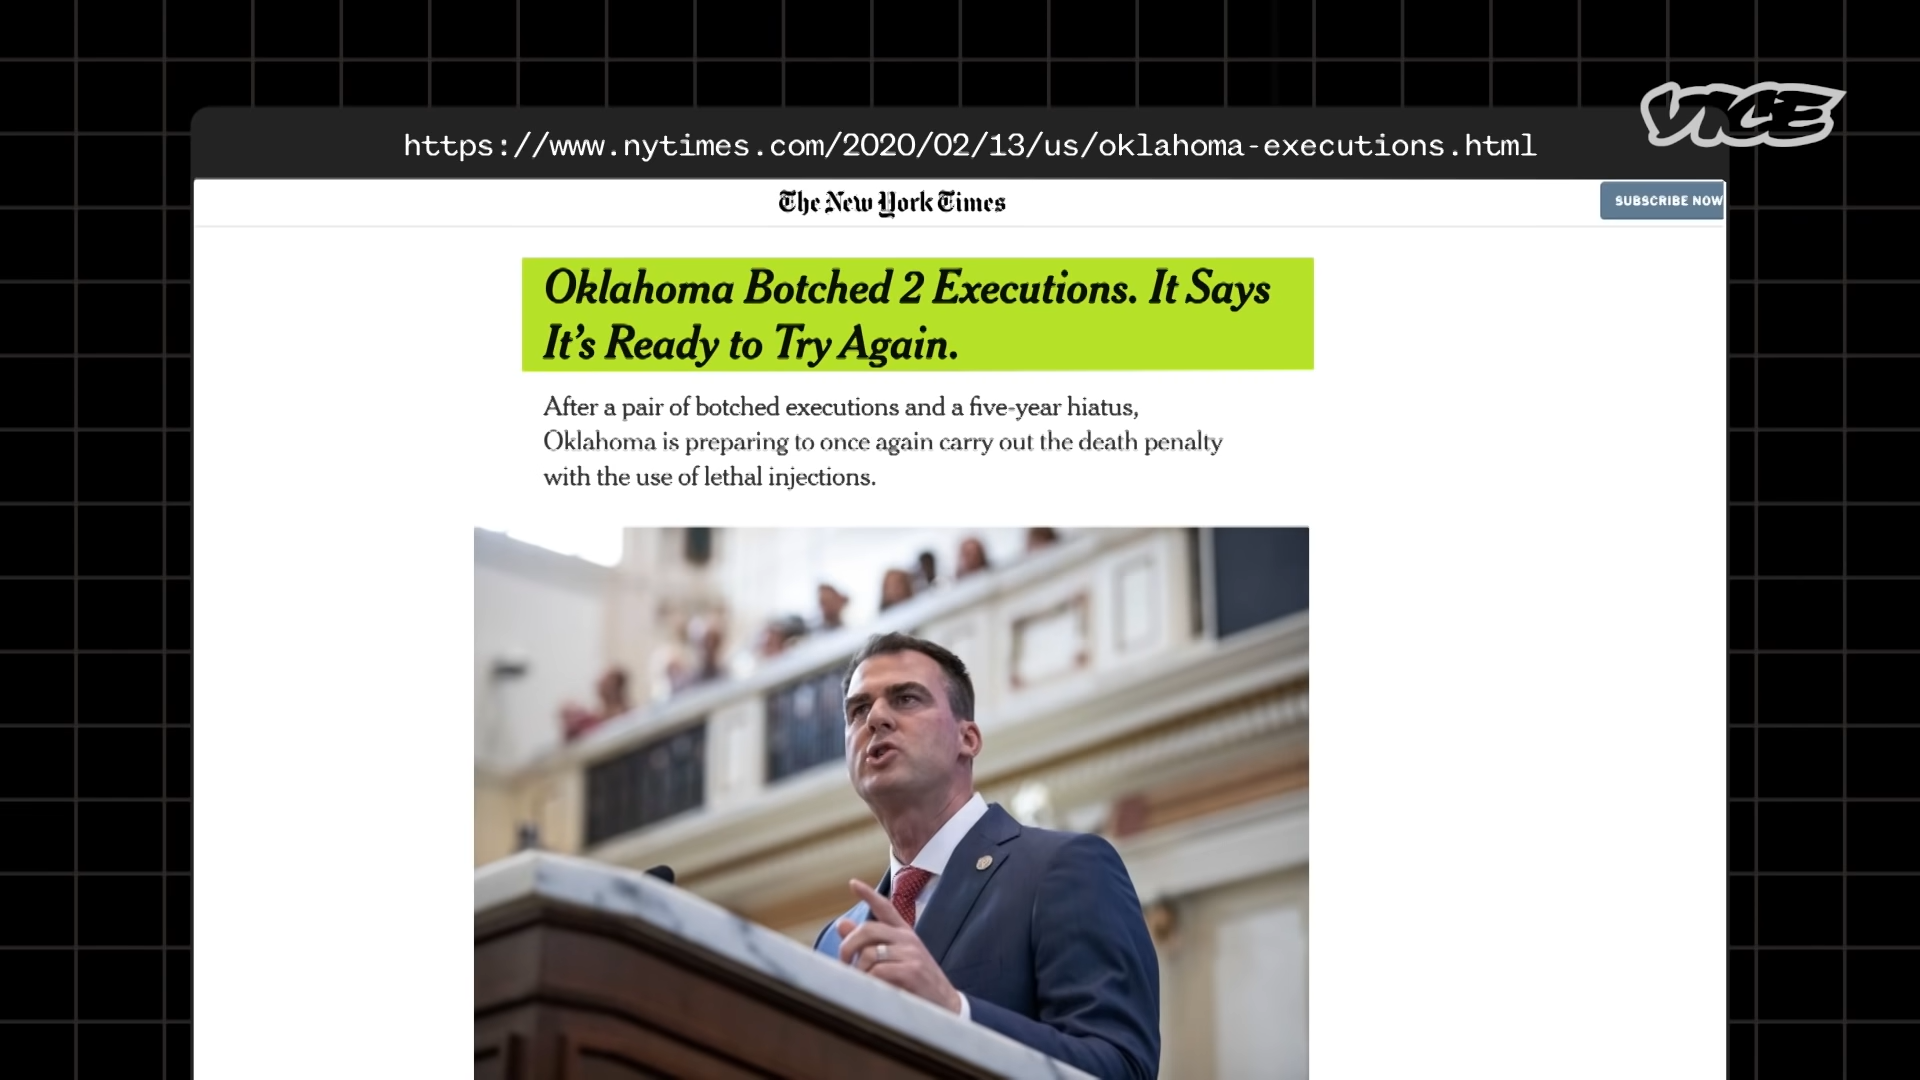 VICE
https://www.nytimes.com/2020/02/13/us/oklahoma-executions.html
The New York Times
SUBSCRIBE NOW
Oklahoma Botched 2 Executions. It Says
It's Ready to Try Again.
After a pair of botched executions and a five-year hiatus,
Oklahoma is preparing to once again carry out the death penalty
with the use of lethal injections.